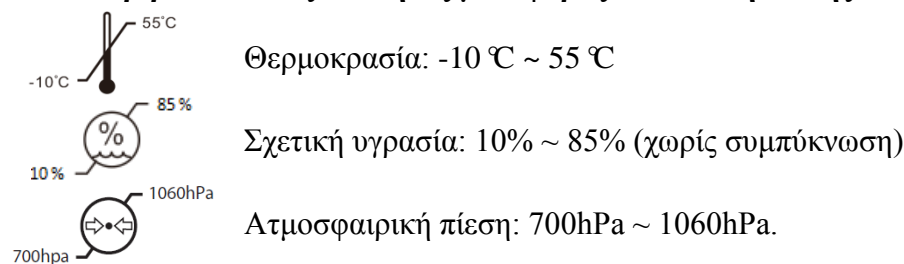 55°C
Θερμοκρασία: -10 ℃ ~ 55 ℃
-10°C
85 %
%
Σχετική υγρασία: 10% ~ 85% (χωρίς συμπύκνωση)
10 %
1060hPa
Ατμοσφαιρική πίεση: 700hPa ~ 1060hPa.
700hpa